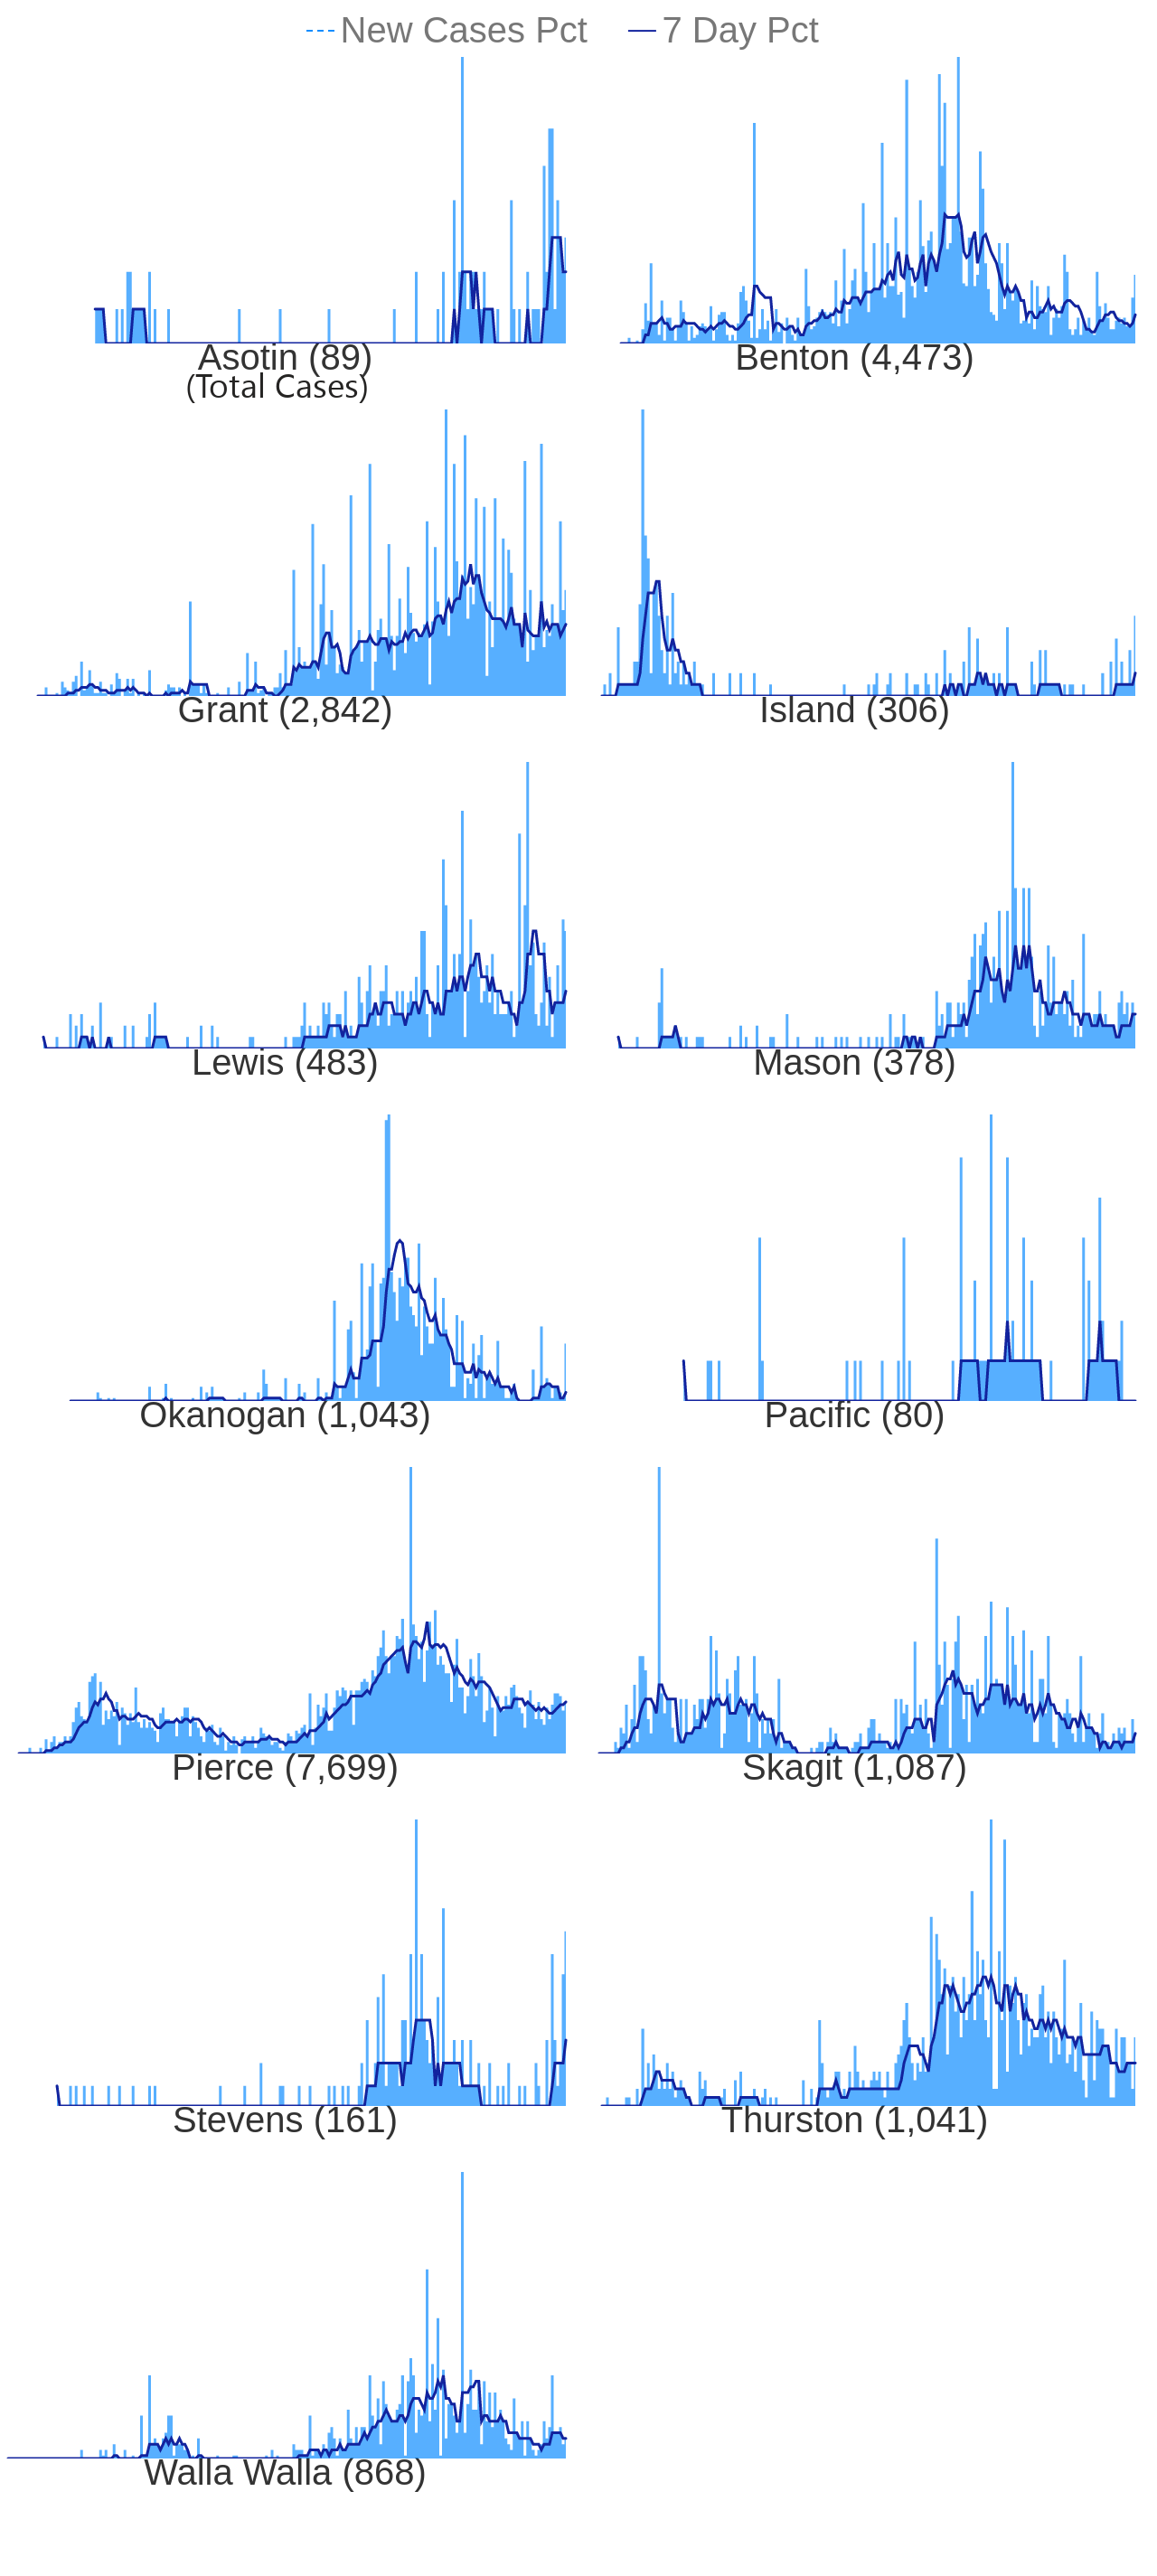 New Cases Pct 7 Day Pct
Asotin (89) Benton (4,473)
(Total Cases)
Grant (2,842) Island (306)
Lewis (483) Mason (378)
Okanogan (1,043) Pacific (80)
Pierce (7,699) Skagit (1,087)
Stevens (161) Thurston (1,041)
Walla Walla (868)